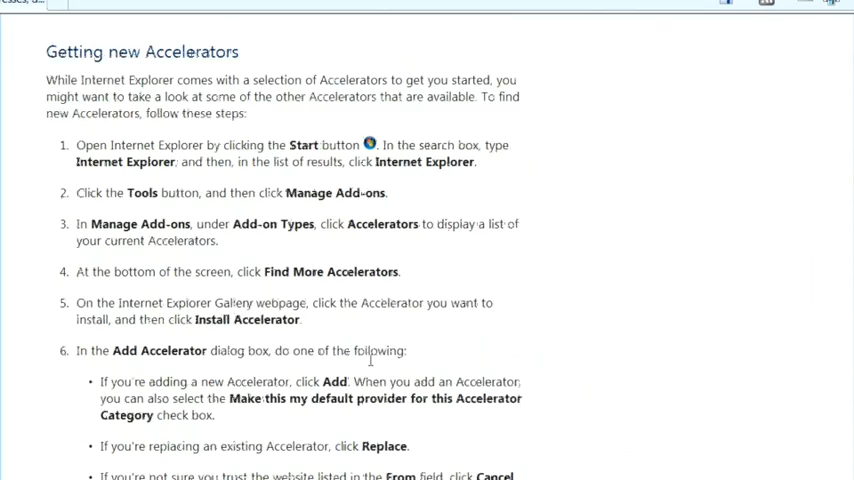 Getting new Accelerators
While Internet Explorer comes with a selection of Accelerators to get you started, you
might want to take a look at some of the other Accelerators that are available. To find
new Accelerators, follow these steps:
1. Open Internet Explorer by clicking the Start button . In the search box, type
Internet Explorer, and then, in the list of results, click Internet Explorer.
2. Click the Tools button, and then click Manage Add-ons.
3. In Manage Add-ons, under Add-on Types, click Accelerators to display a list of
your current Accelerators.
4. At the bottom of the screen, click Find More Accelerators.
5. On the Internet Explorer Gallery webpage, click the Accelerator you want to
install, and then click Install Accelerator.
6. In the Add Accelerator dialog box, do one of the following:
• If you're adding a new Accelerator, click Add. When you add an Accelerator,
you can also select the Make this my default provider for this Accelerator
Category check box.
• If you're replacing an existing Accelerator, click Replace.
• If you're not sure you trust the website listed in the From field, click Cancel